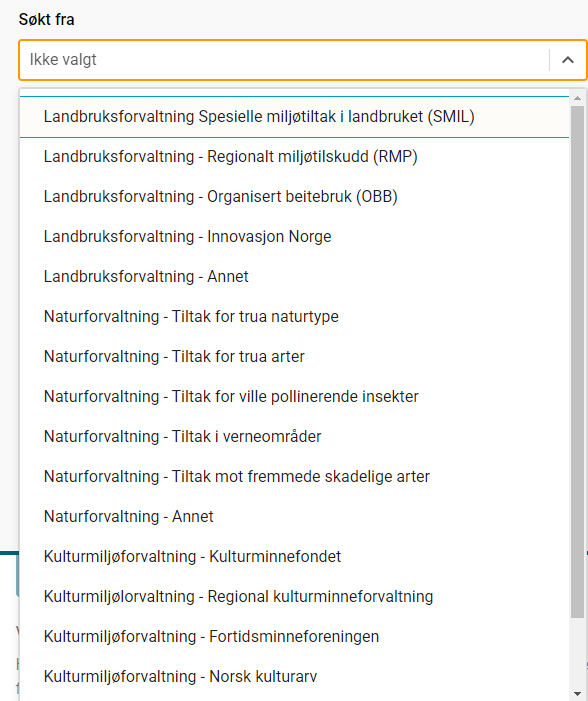 Søkt fra
Ikke valgt
Landbruksforvaltning Spesielle miljøtiltak i landbruket (SMIL)
Landbruksforvaltning - Regionalt miljøtilskudd (RMP)
Landbruksforvaltning - Organisert beitebruk (OBB)
Landbruksforvaltning - Innovasjon Norge
Landbruksforvaltning - Annet
Naturforvaltning - Tiltak for trua naturtype
Naturforvaltning - Tiltak for trua arter
Naturforvaltning - Tiltak for ville pollinerende insekter
Naturforvaltning - Tiltak i verneområder
Naturforvaltning - Tiltak mot fremmede skadelige arter
Naturforvaltning - Annet
Kulturmiljøforvaltning - Kulturminnefondet
Kulturmiljølorvaltning - Regional kulturminneforvaltning
Kulturmiljøforvaltning - Fortidsminneforeningen
Kulturmiljøforvaltning - Norsk kulturarv